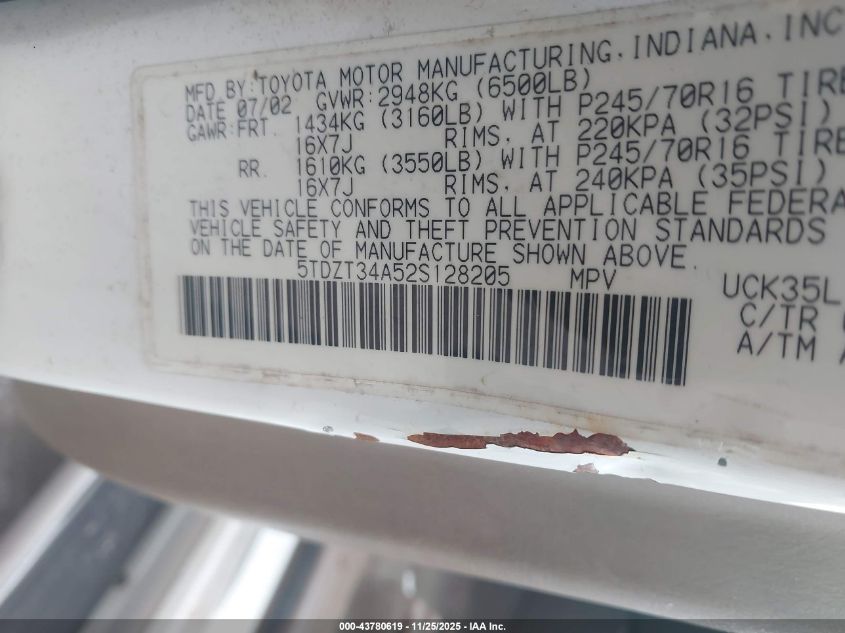 MFD.BY:TOYOTA MOTOR MANUFACTURING,INDIANA,INC
DATE 07/02 GVWR:2948KG (6500LB)
GAWR:FRT. 1434KG (3160LB) WITH P245/70R16 TIRE
16X7J RIMS, AT 220KPA (32PSI)
RR. 1610KG (3550LB) WITH P245/70R16 TIRE
16X7J RIMS, AT 240KPA (35PSI)
THIS VEHICLE CONFORMS TO ALL APPLICABLE FEDERA
VEHICLE SAFETY AND THEFT PREVENTION STANDARDS
ON THE DATE OF MANUFACTURE SHOWN ABOVE.
5TDZT34A52S128205 MPV
UCK35L
C/TR
A/TM A
000-43780619 - 11/25/2025 - IAA Inc.